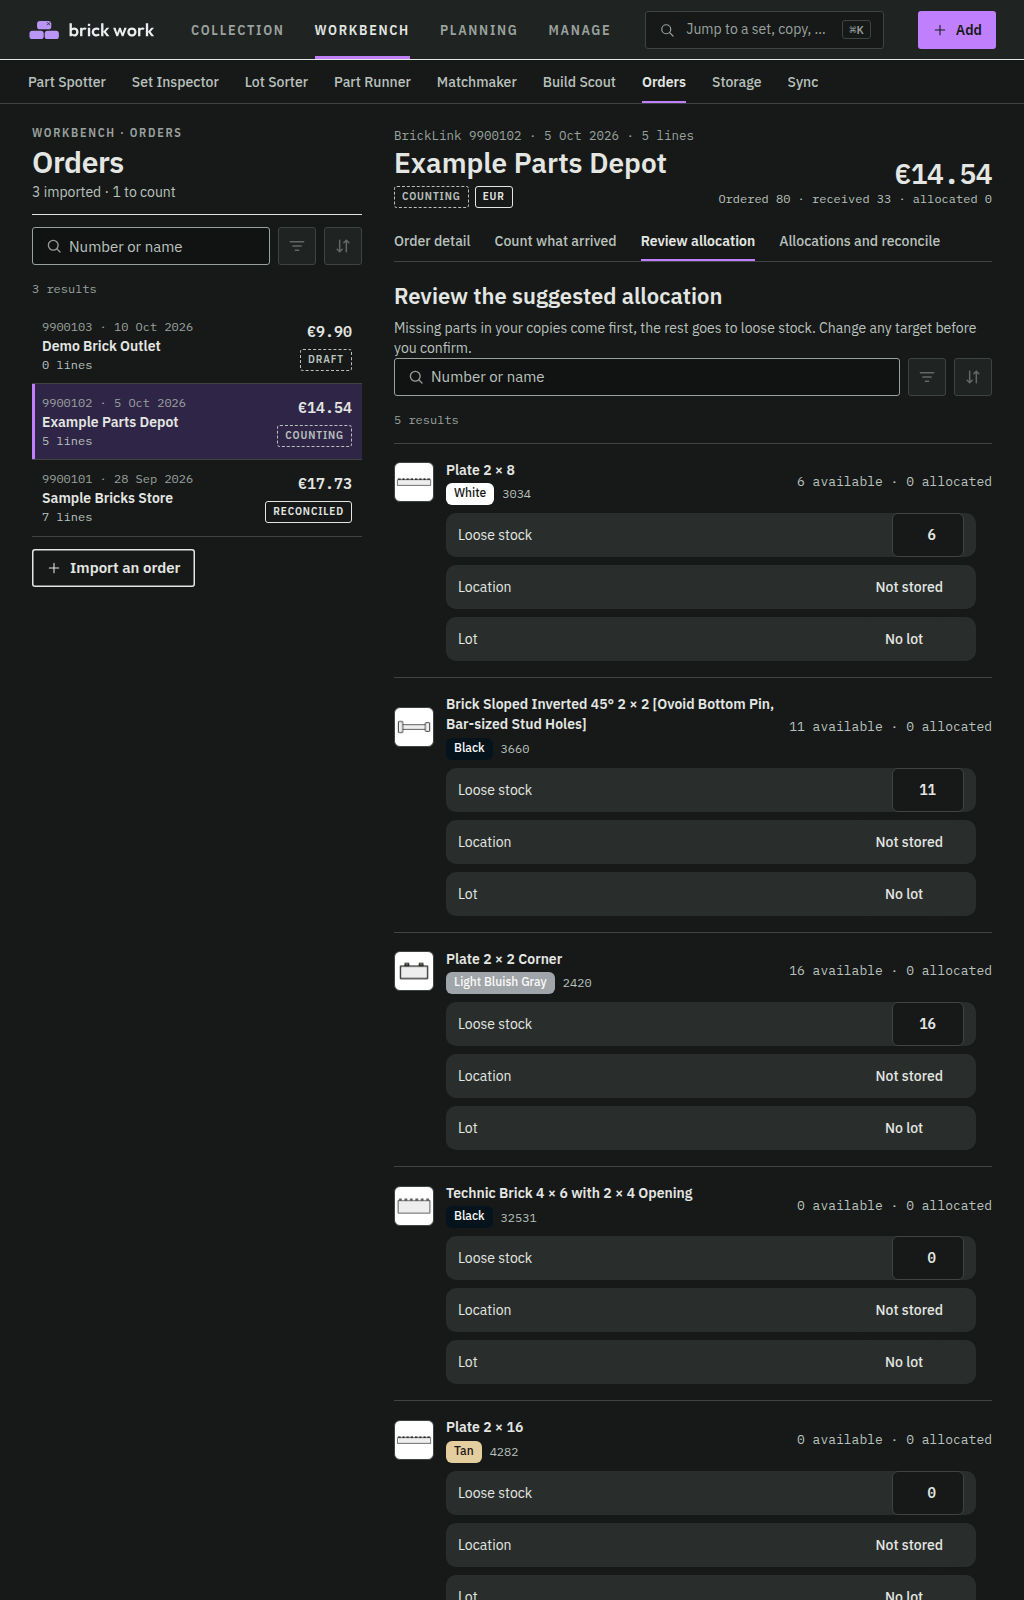 brick work
COLLECTION
WORKBENCH
PLANNING
MANAGE
Jump to a set, copy, ...
⌘K
+ Add
Part Spotter
Set Inspector
Lot Sorter
Part Runner
Matchmaker
Build Scout
Orders
Storage
Sync
WORKBENCH · ORDERS
Orders
3 imported · 1 to count
Number or name
3 results
9900103 · 10 Oct 2026
€9.90
Demo Brick Outlet
0 lines
DRAFT
9900102 · 5 Oct 2026
€14.54
Example Parts Depot
5 lines
COUNTING
9900101 · 28 Sep 2026
€17.73
Sample Bricks Store
7 lines
RECONCILED
+ Import an order
BrickLink 9900102 · 5 Oct 2026 · 5 lines
Example Parts Depot
€14.54
COUNTING
EUR
Ordered 80 · received 33 · allocated 0
Order detail
Count what arrived
Review allocation
Allocations and reconcile
Review the suggested allocation
Missing parts in your copies come first, the rest goes to loose stock. Change any target before
you confirm.
Number or name
5 results
Plate 2 × 8
White 3034
6 available · 0 allocated
Loose stock 6
Location Not stored
Lot No lot
Brick Sloped Inverted 45° 2 × 2 [Ovoid Bottom Pin,
Bar-sized Stud Holes]
Black 3660
11 available · 0 allocated
Loose stock 11
Location Not stored
Lot No lot
Plate 2 × 2 Corner
Light Bluish Gray 2420
16 available · 0 allocated
Loose stock 16
Location Not stored
Lot No lot
Technic Brick 4 × 6 with 2 × 4 Opening
Black 32531
0 available · 0 allocated
Loose stock 0
Location Not stored
Lot No lot
Plate 2 × 16
Tan 4282
0 available · 0 allocated
Loose stock 0
Location Not stored
Lot No lot